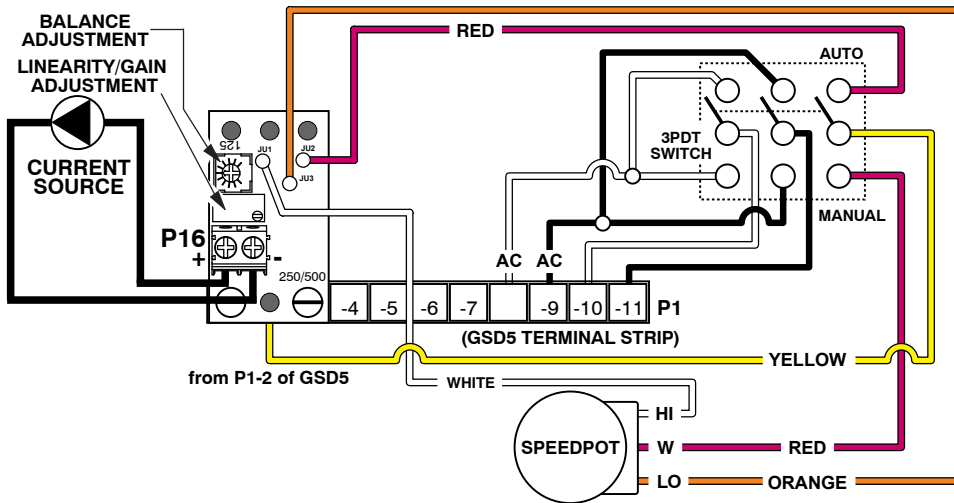 BALANCE
ADJUSTMENT
LINEARITY/GAIN
ADJUSTMENT
CURRENT
SOURCE
125
JU1
JU2
JU3
P16
+
-
250/500
RED
AUTO
3PDT
SWITCH
MANUAL
AC
AC
-4
-5
-6
-7
-9
-10
-11
P1
(GSD5 TERMINAL STRIP)
YELLOW
from P1-2 of GSD5
WHITE
HI
SPEEDPOT
W
RED
LO
ORANGE